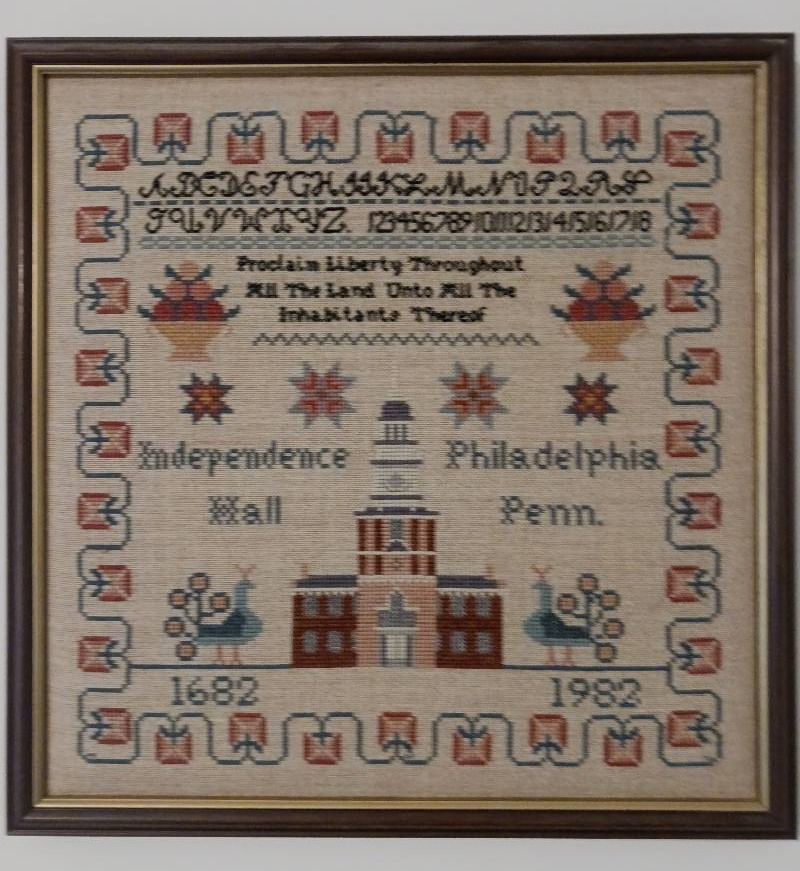 ABCDEFGHIJKLMNOPQRS
TUVWXYZ. 123456789101112131415161718
Proclaim Liberty Throughout
All The Land Unto All The
Inhabitants Thereof
Independence Philadelphia
Hall Penn.
1682 1982